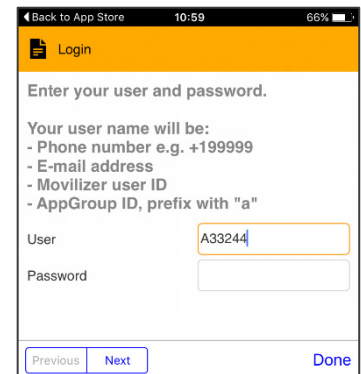 Back to App Store 10:59 66%
Login
Enter your user and password.
Your user name will be:
- Phone number e.g. +199999
- E-mail address
- Movilizer user ID
- AppGroup ID, prefix with "a"
User A33244
Password
Previous Next Done